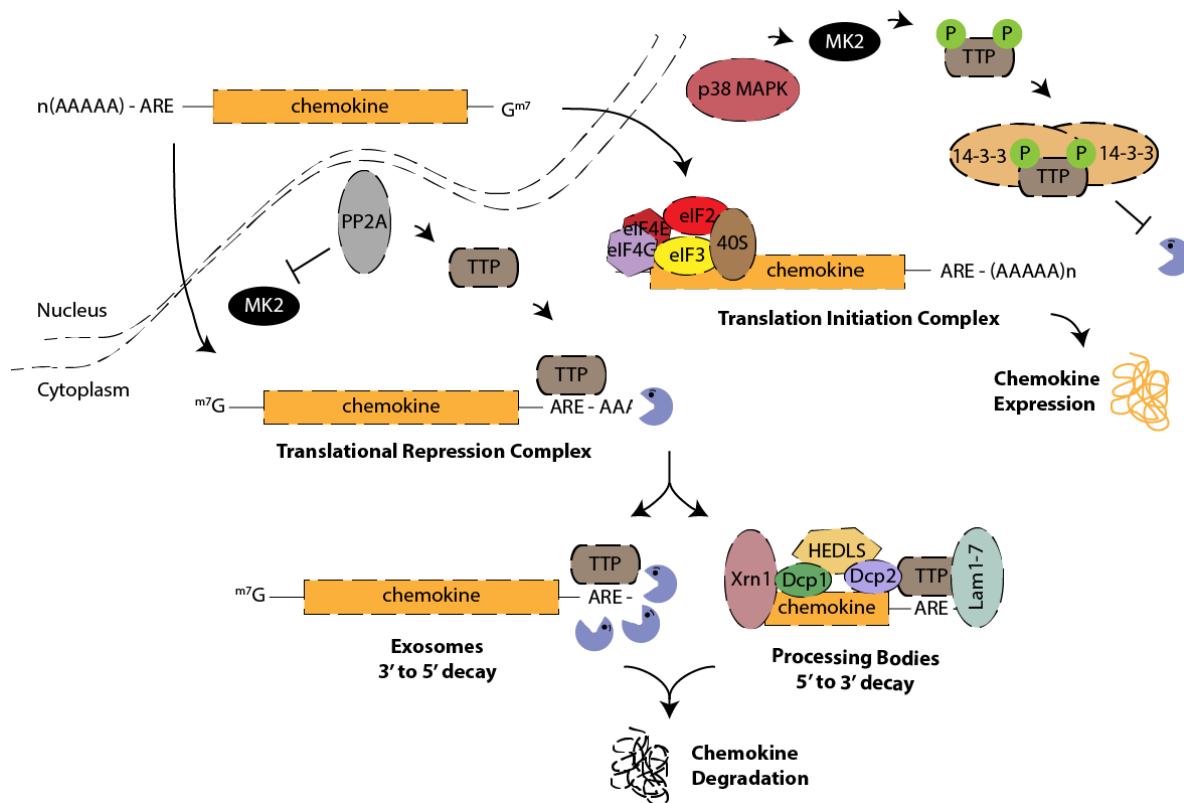 p38 MAPK
MK2
P P
TTP
14-3-3 P P 14-3-3
TTP
n(AAAAA) - ARE chemokine Gm7
PP2A
TTP
MK2
Nucleus
Cytoplasm
eIF4E eIF2
eIF4G eIF3 40S
chemokine ARE - (AAAAA)n
Translation Initiation Complex
Chemokine
Expression
TTP
m7G chemokine ARE - AAA
Translational Repression Complex
TTP
m7G chemokine ARE -
Exosomes
3' to 5' decay
HEDLS
Xrn1 Dcp1 Dcp2 TTP Lam1-7
chemokine ARE -
Processing Bodies
5' to 3' decay
Chemokine
Degradation